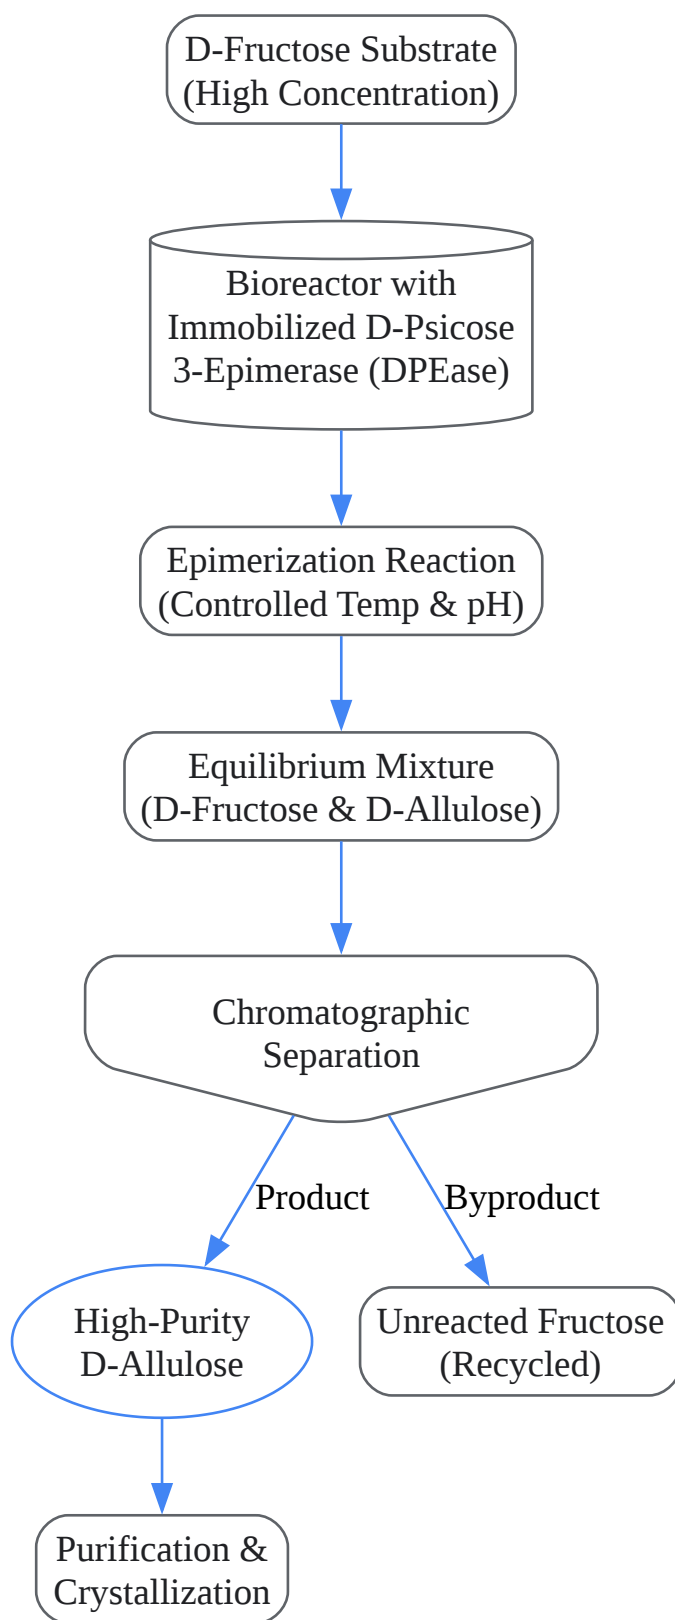 D-Fructose Substrate
(High Concentration)
Bioreactor with
Immobilized D-Psicose
3-Epimerase (DPEase)
Epimerization Reaction
(Controlled Temp & pH)
Equilibrium Mixture
(D-Fructose & D-Allulose)
Chromatographic
Separation
Product
Byproduct
High-Purity
D-Allulose
Unreacted Fructose
(Recycled)
Purification &
Crystallization